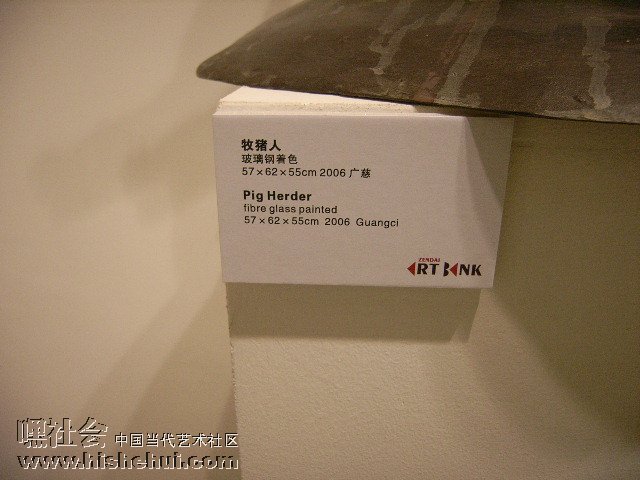 牧猪人
玻璃钢着色
57×62×55cm 2006 广慈
Pig Herder
fibre glass painted
57×62×55cm 2006 Guangci
ZENDAI
ART BANK
嘿社会 中国当代艺术社区
www.hishehui.com